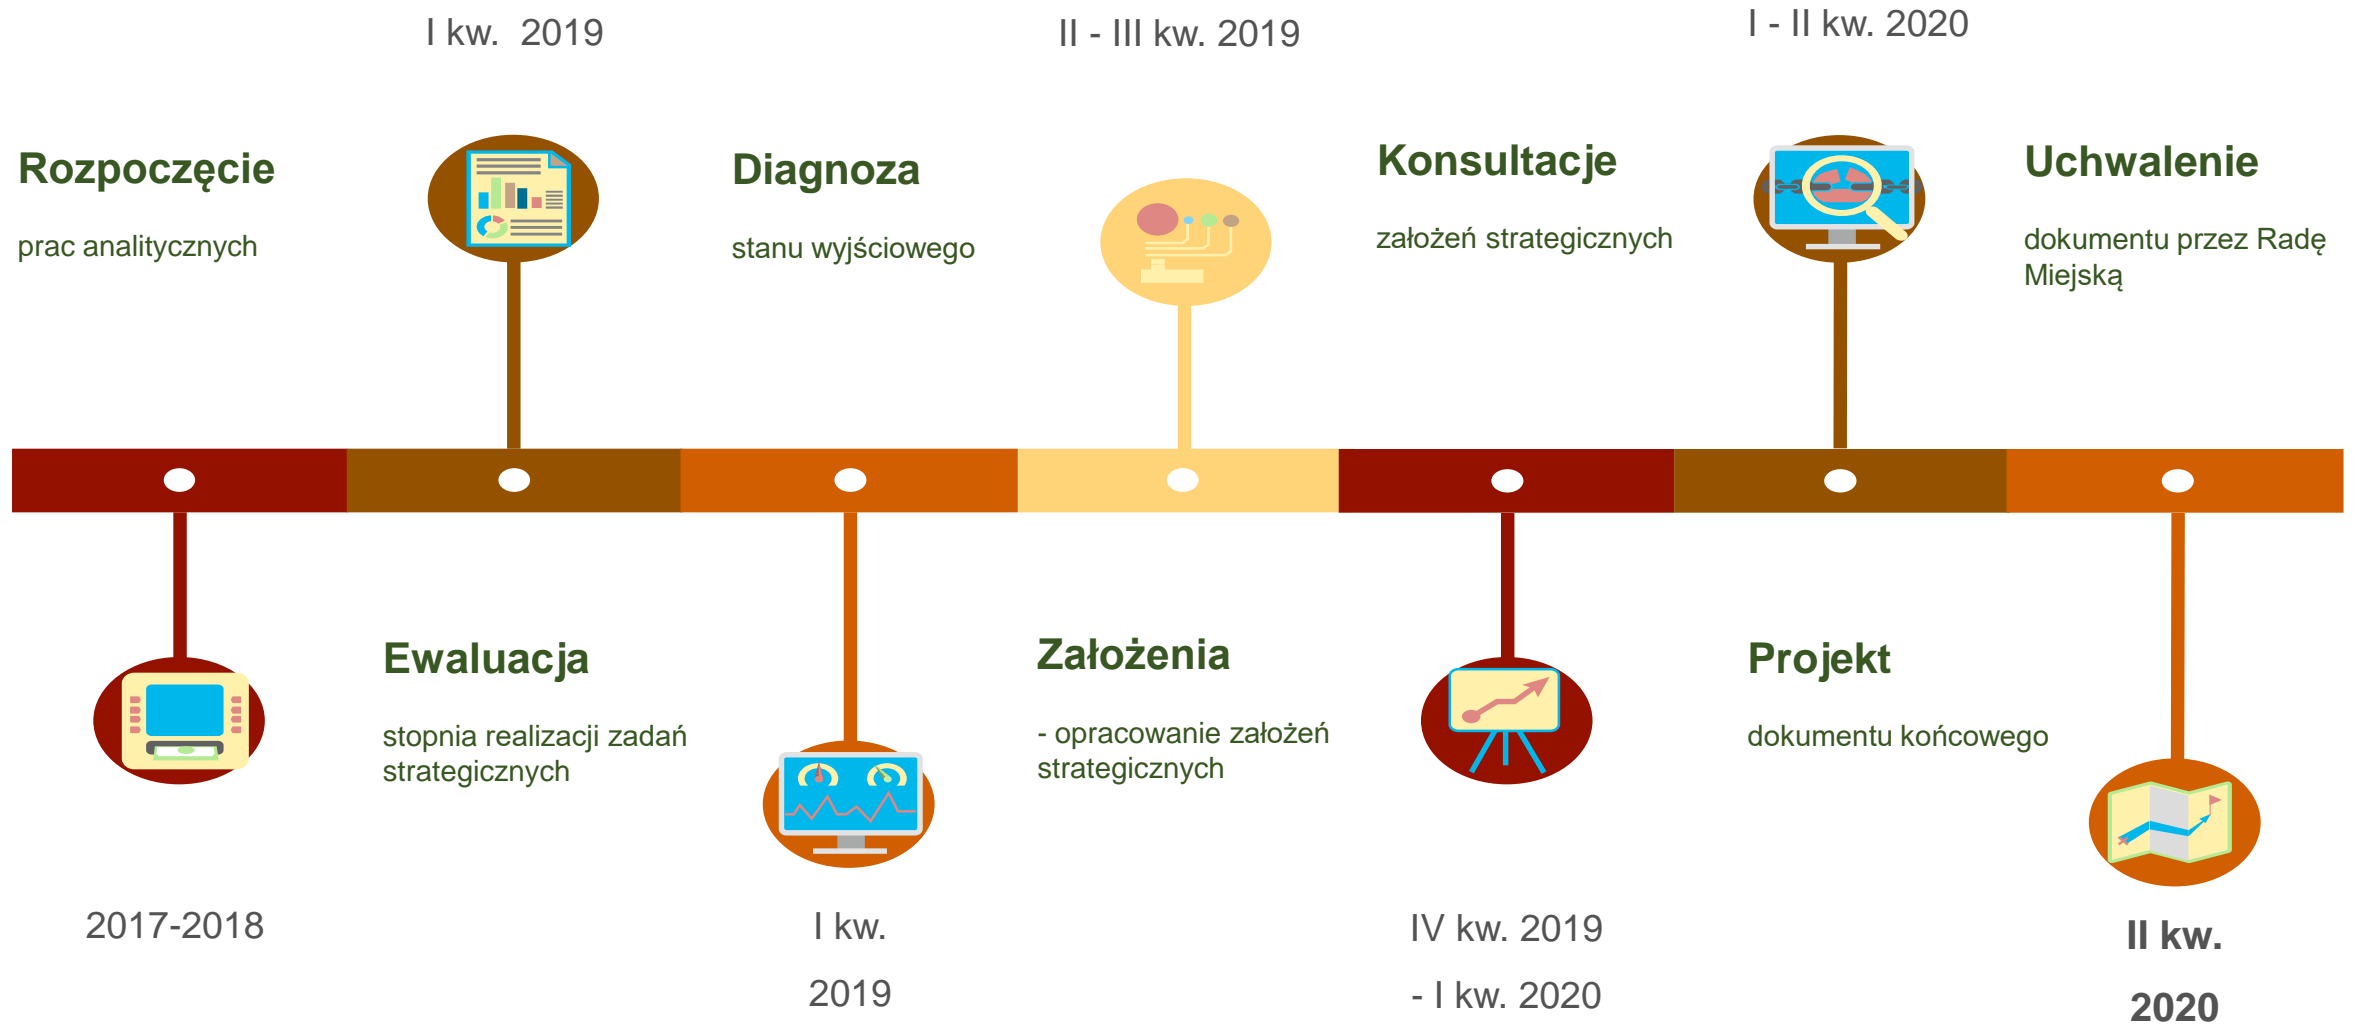 I kw.  2019
II - III kw. 2019
I - II kw. 2020
Rozpoczęcie
prac analitycznych
Diagnoza
stanu wyjściowego
Konsultacje
założeń strategicznych
Uchwalenie
dokumentu przez Radę
Miejską
Ewaluacja
stopnia realizacji zadań
strategicznych
Założenia
- opracowanie założeń
strategicznych
Projekt
dokumentu końcowego
2017-2018
I kw.
2019
IV kw. 2019
- I kw. 2020
II kw.
2020